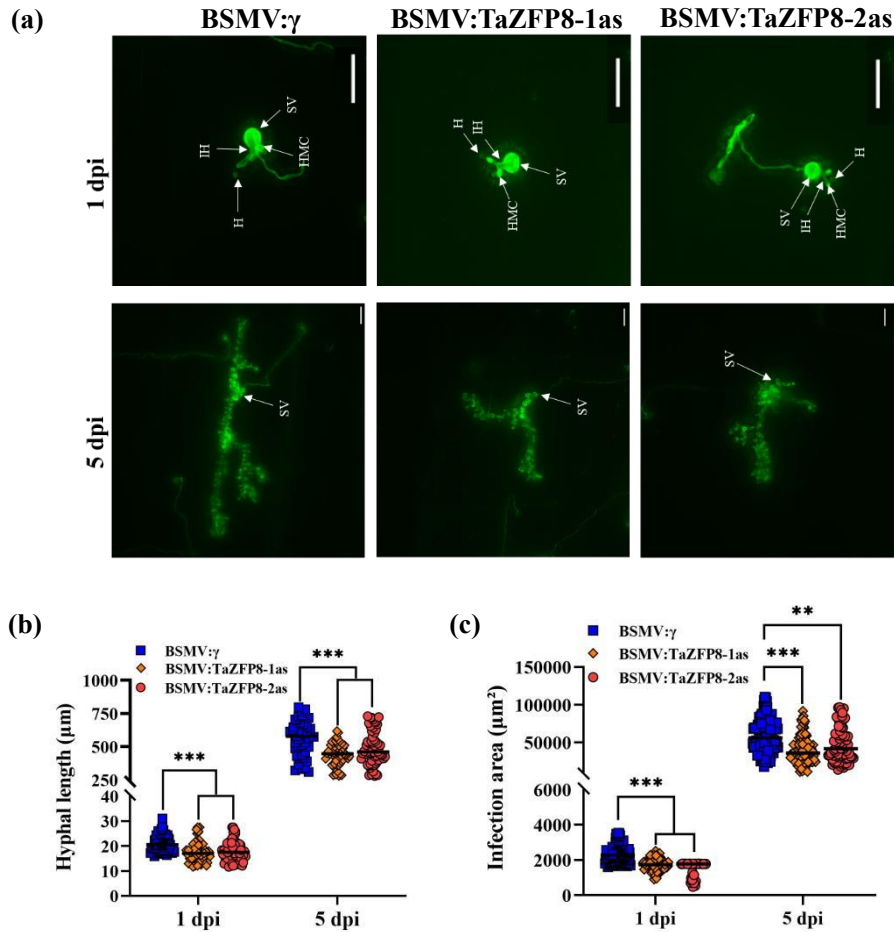 (a)
BSMV:γ
BSMV:TaZFP8-1as
BSMV:TaZFP8-2as
1 dpi
SV
IH
HMC
H
H
IH
SV
HMC
H
SV
IH
HMC
5 dpi
SV
SV
SV
(b)
BSMV:γ
BSMV:TaZFP8-1as
BSMV:TaZFP8-2as
Hyphal length (μm)
1000
750
500
250
40
30
20
10
0
***
***
1 dpi
5 dpi
(c)
BSMV:γ
BSMV:TaZFP8-1as
BSMV:TaZFP8-2as
Infection area (μm²)
150000
100000
50000
6000
4000
2000
0
***
**
***
1 dpi
5 dpi